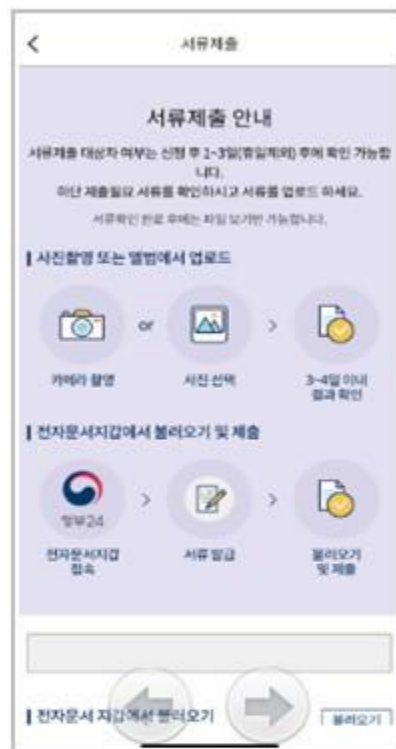 서류제출
서류제출 안내
서류제출 대상자 여부는 신청 후 1~3일(휴일제외) 후에 확인 가능합
니다.
하단 제출필요 서류를 확인하시고 서류를 업로드 하세요.
서류확인 완료 후에는 파일 보기만 가능합니다.
사진촬영 또는 앨범에서 업로드
or
>
카메라 촬영 사진 선택 3~4일 이내
결과 확인
전자문서지갑에서 불러오기 및 제출
정부24 > >
전자문서지갑 서류 발급 불러오기
접속 및 제출
전자문서 지갑에서 불러오기 불러오기